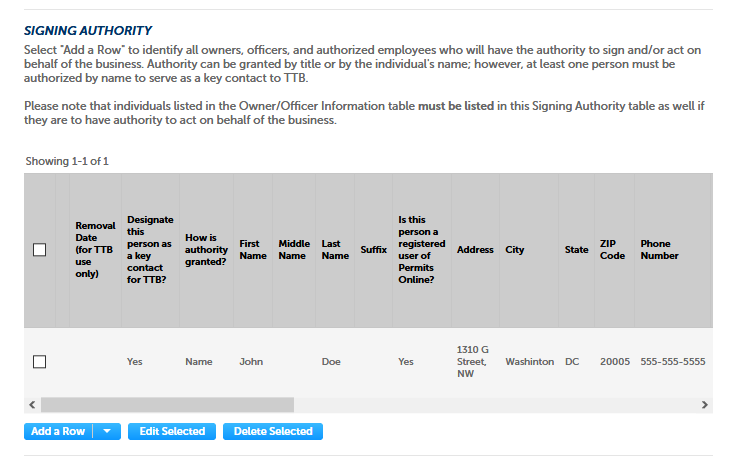 SIGNING AUTHORITY
Select "Add a Row" to identify all owners, officers, and authorized employees who will have the authority to sign and/or act on
behalf of the business. Authority can be granted by title or by the individual's name; however, at least one person must be
authorized by name to serve as a key contact to TTB.
Please note that individuals listed in the Owner/Officer Information table must be listed in this Signing Authority table as well if
they are to have authority to act on behalf of the business.
Showing 1-1 of 1
Removal
Date
(for TTB
use
only)
Designate
this
person as
a key
contact
for TTB?
How is
authority
granted?
First
Name
Middle
Name
Last
Name
Suffix
Is this
person a
registered
user of
Permits
Online?
Address
City
State
ZIP
Code
Phone
Number
Yes
Name
John
Doe
Yes
1310 G
Street,
NW
Washinton
DC
20005
555-555-5555
Add a Row
Edit Selected
Delete Selected